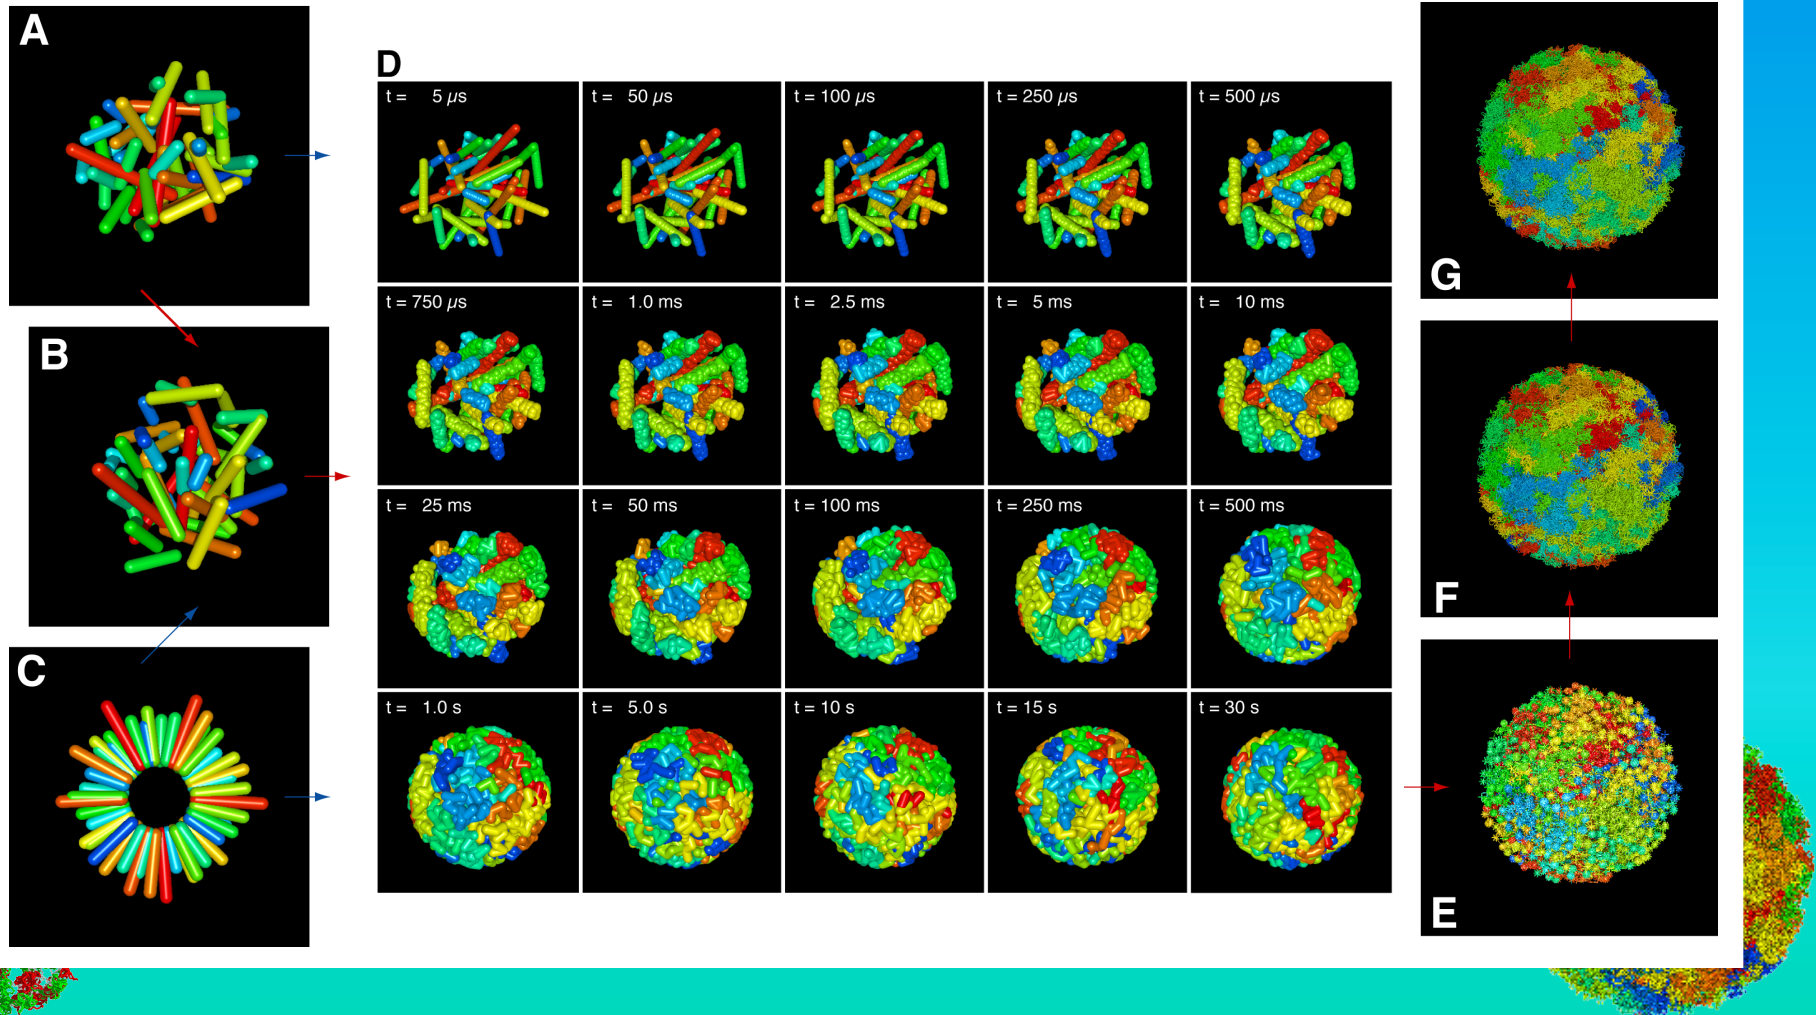 A
D
t = 5 µs
t = 50 µs
t = 100 µs
t = 250 µs
t = 500 µs
t = 750 µs
t = 1.0 ms
t = 2.5 ms
t = 5 ms
t = 10 ms
t = 25 ms
t = 50 ms
t = 100 ms
t = 250 ms
t = 500 ms
t = 1.0 s
t = 5.0 s
t = 10 s
t = 15 s
t = 30 s
B
C
G
F
E